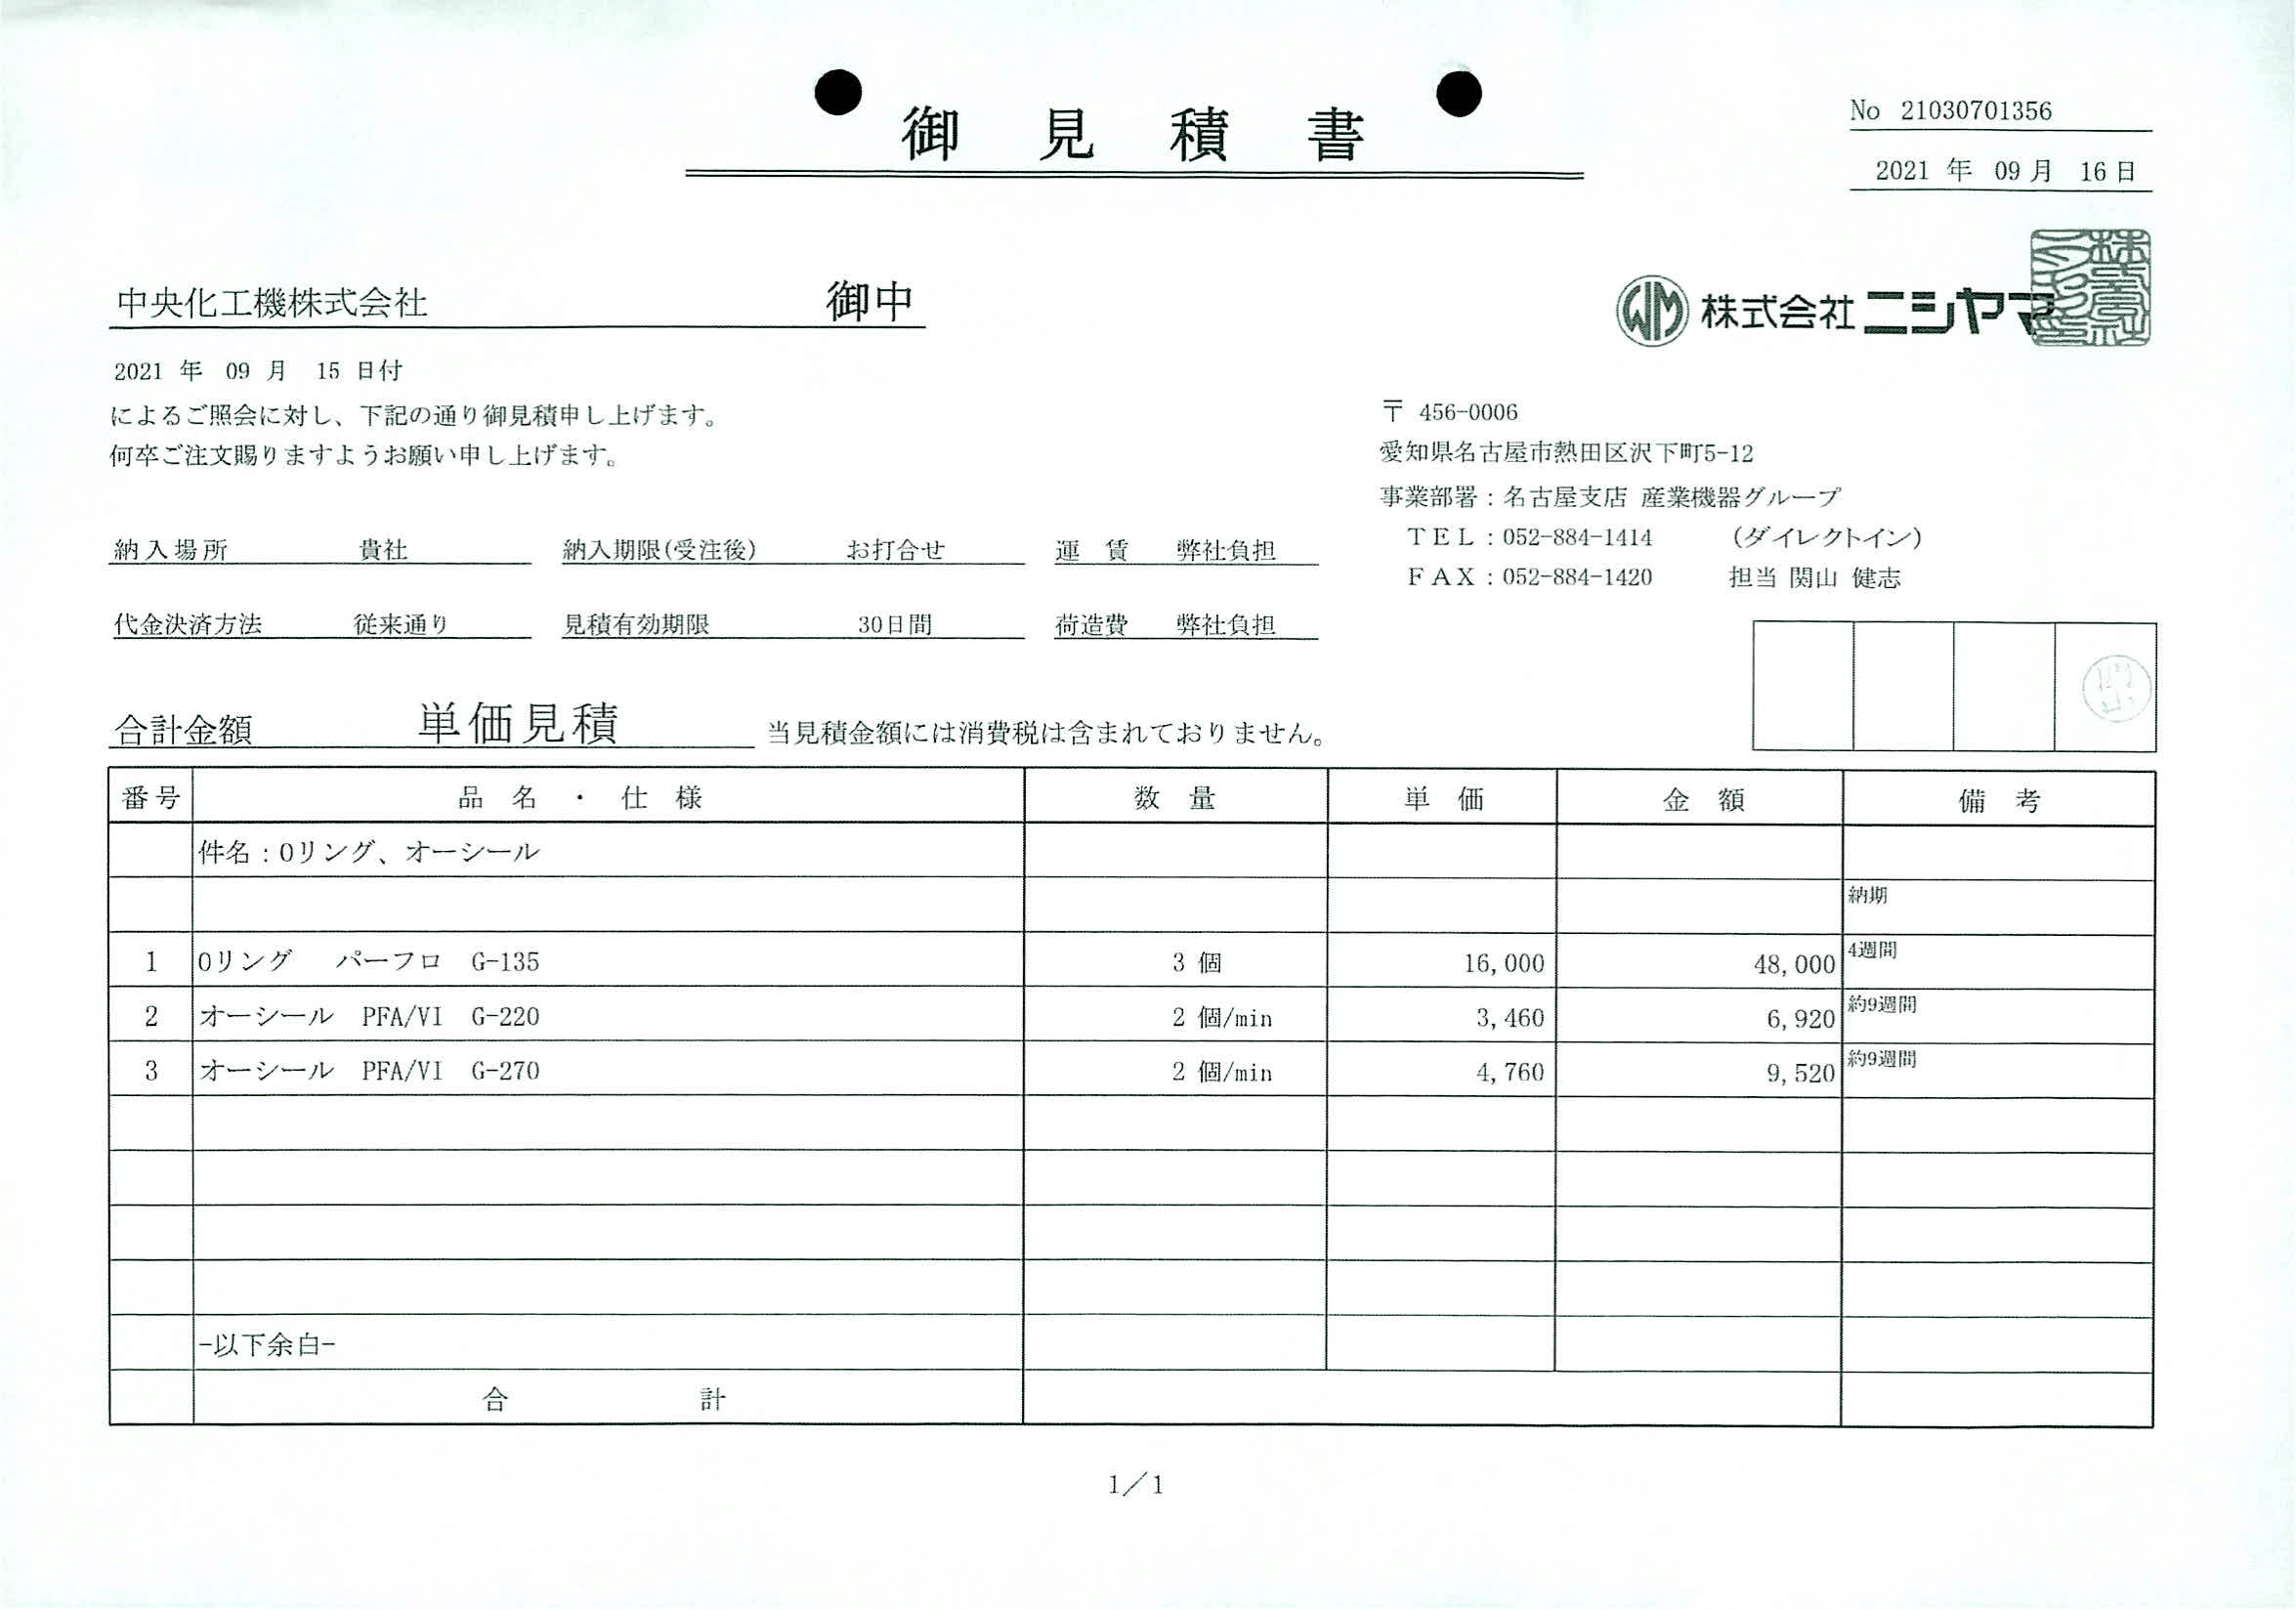 御見積書
No 21030701356
2021 年 09 月 16 日
中央化工機株式会社 御中
株式会社 ニシヤマ
2021 年 09 月 15 日付
によるご照会に対し、下記の通り御見積申し上げます。
何卒ご注文賜りますようお願い申し上げます。
〒 456-0006
愛知県名古屋市熱田区沢下町5-12
事業部署：名古屋支店 産業機器グループ
ＴＥＬ：052-884-1414 （ダイレクトイン）
ＦＡＸ：052-884-1420 担当 関山 健志
納入場所 貴社 納入期限(受注後) お打合せ 運賃 弊社負担
代金決済方法 従来通り 見積有効期限 30日間 荷造費 弊社負担
合計金額 単価見積 当見積金額には消費税は含まれておりません。
番号 品名・仕様 数量 単価 金額 備考
件名：Oリング、オーシール
納期
1 Oリング パーフロ G-135 3 個 16,000 48,000 4週間
2 オーシール PFA/VI G-220 2 個/min 3,460 6,920 約9週間
3 オーシール PFA/VI G-270 2 個/min 4,760 9,520 約9週間
-以下余白-
合計
1／1